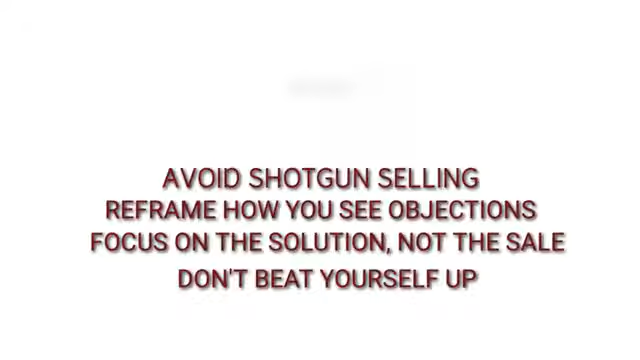 AVOID SHOTGUN SELLING
REFRAME HOW YOU SEE OBJECTIONS
FOCUS ON THE SOLUTION, NOT THE SALE
DON'T BEAT YOURSELF UP